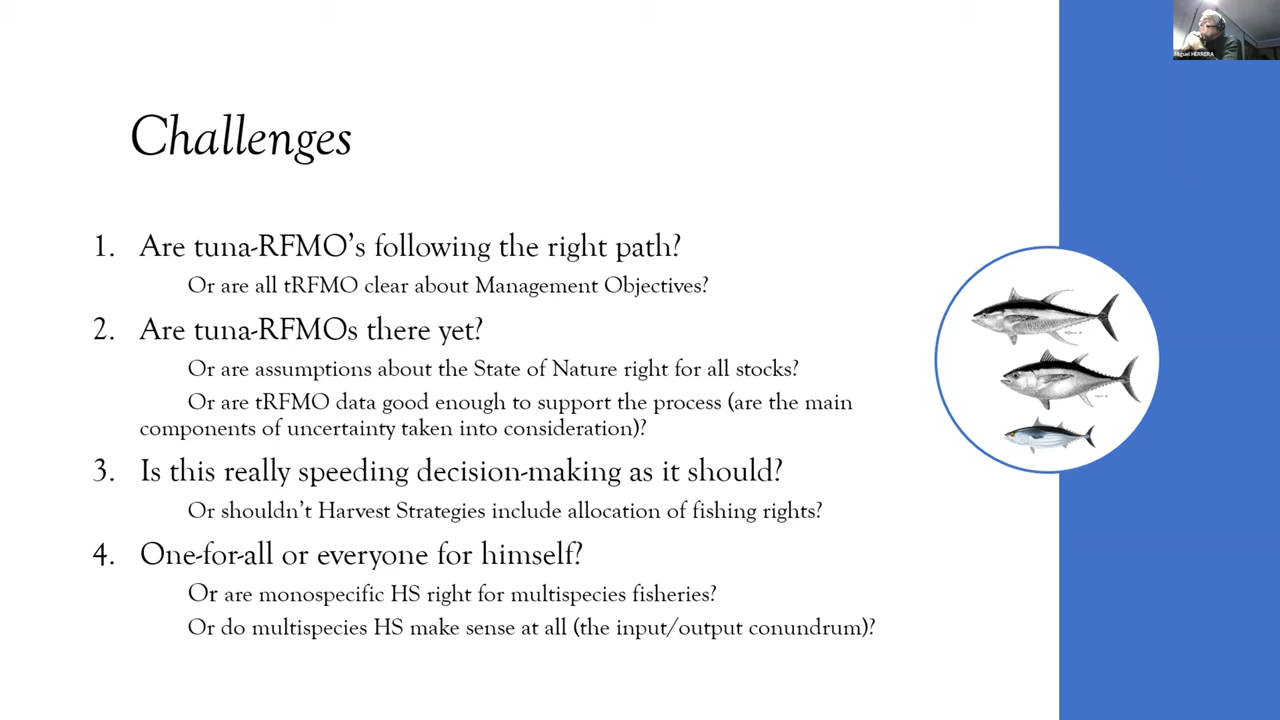 Miguel HERRERA
Challenges
1. Are tuna-RFMO's following the right path?
Or are all tRFMO clear about Management Objectives?
2. Are tuna-RFMOs there yet?
Or are assumptions about the State of Nature right for all stocks?
Or are tRFMO data good enough to support the process (are the main
components of uncertainty taken into consideration)?
3. Is this really speeding decision-making as it should?
Or shouldn't Harvest Strategies include allocation of fishing rights?
4. One-for-all or everyone for himself?
Or are monospecific HS right for multispecies fisheries?
Or do multispecies HS make sense at all (the input/output conundrum)?